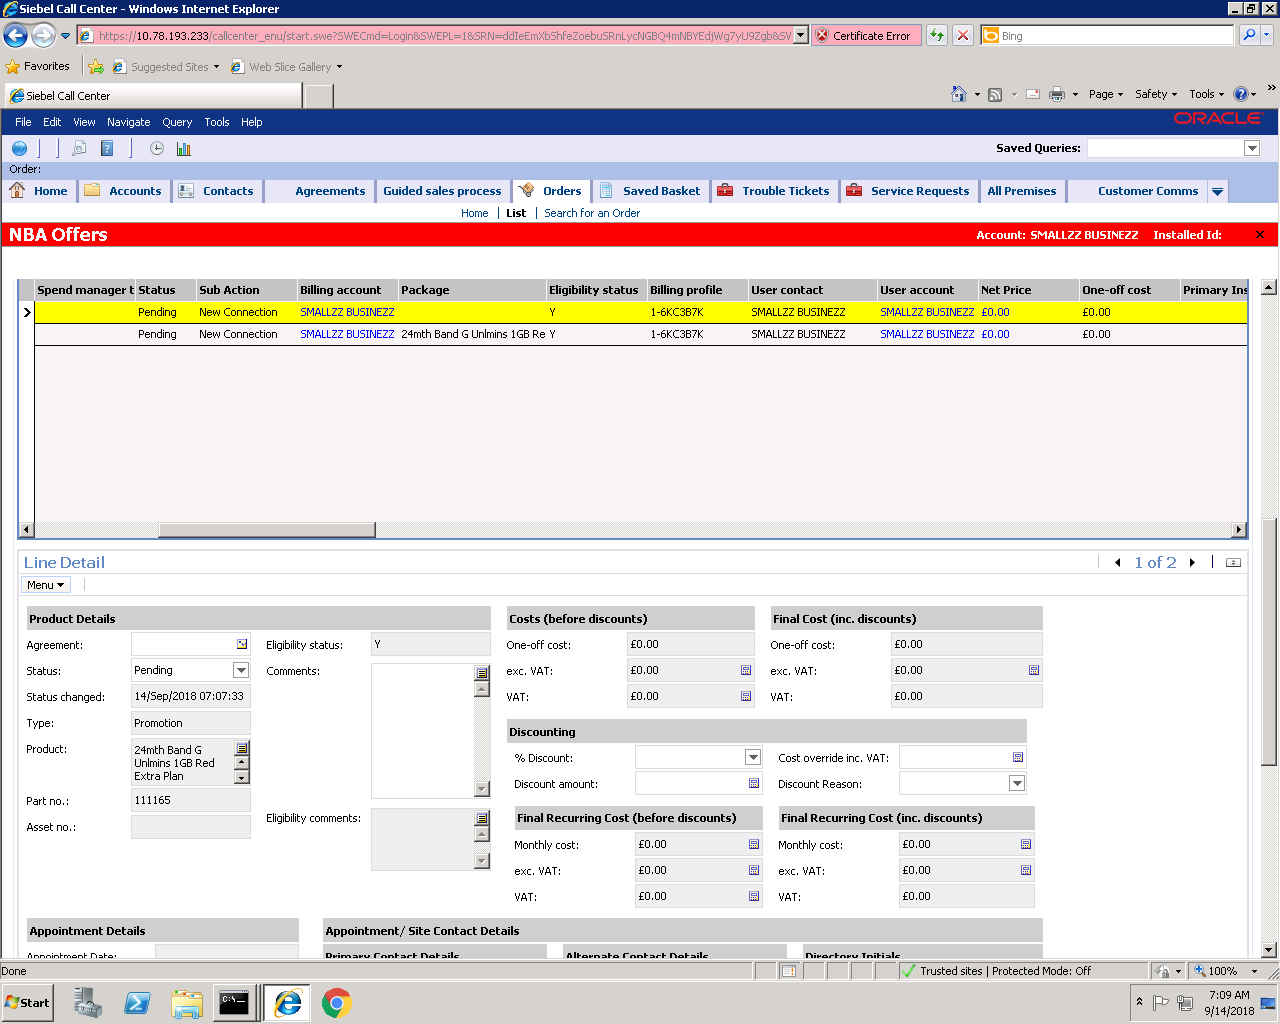 Siebel Call Center - Windows Internet Explorer
https://10.78.193.233/callcenter_enu/start.swe?SWECmd=Login&SWEPL=1&SRN=ddIeEmXbShfeZoebuSRnLycNGBQ4mNBYEdjWg7yU9Zgb&SW
Certificate Error
Bing
Favorites
Suggested Sites
Web Slice Gallery
Siebel Call Center
Page
Safety
Tools
File Edit View Navigate Query Tools Help
ORACLE
Saved Queries:
Order:
Home Accounts Contacts Agreements Guided sales process Orders Saved Basket Trouble Tickets Service Requests All Premises Customer Comms
Home | List | Search for an Order
NBA Offers
Account: SMALLZZ BUSINEZZ Installed Id:
Spend manager t Status Sub Action Billing account Package Eligibility status Billing profile User contact User account Net Price One-off cost Primary Ins
Pending New Connection SMALLZZ BUSINEZZ Y 1-6KC3B7K SMALLZZ BUSINEZZ SMALLZZ BUSINEZZ £0.00 £0.00
Pending New Connection SMALLZZ BUSINEZZ 24mth Band G Unlmins 1GB Re Y 1-6KC3B7K SMALLZZ BUSINEZZ SMALLZZ BUSINEZZ £0.00 £0.00
Line Detail
1 of 2
Menu
Product Details
Agreement:
Status: Pending
Status changed: 14/Sep/2018 07:07:33
Type: Promotion
Product: 24mth Band G
Unlmins 1GB Red
Extra Plan
Part no.: 111165
Asset no.:
Eligibility status: Y
Comments:
Eligibility comments:
Costs (before discounts)
One-off cost: £0.00
exc. VAT: £0.00
VAT: £0.00
Final Cost (inc. discounts)
One-off cost: £0.00
exc. VAT: £0.00
VAT: £0.00
Discounting
% Discount:
Cost override inc. VAT:
Discount amount:
Discount Reason:
Final Recurring Cost (before discounts)
Monthly cost: £0.00
exc. VAT: £0.00
VAT: £0.00
Final Recurring Cost (inc. discounts)
Monthly cost: £0.00
exc. VAT: £0.00
VAT: £0.00
Appointment Details
Appointment Date:
Appointment/ Site Contact Details
Primary Contact Details
Alternate Contact Details
Directory Initials
Done
Trusted sites | Protected Mode: Off
100%
Start
C:\.
7:09 AM
9/14/2018